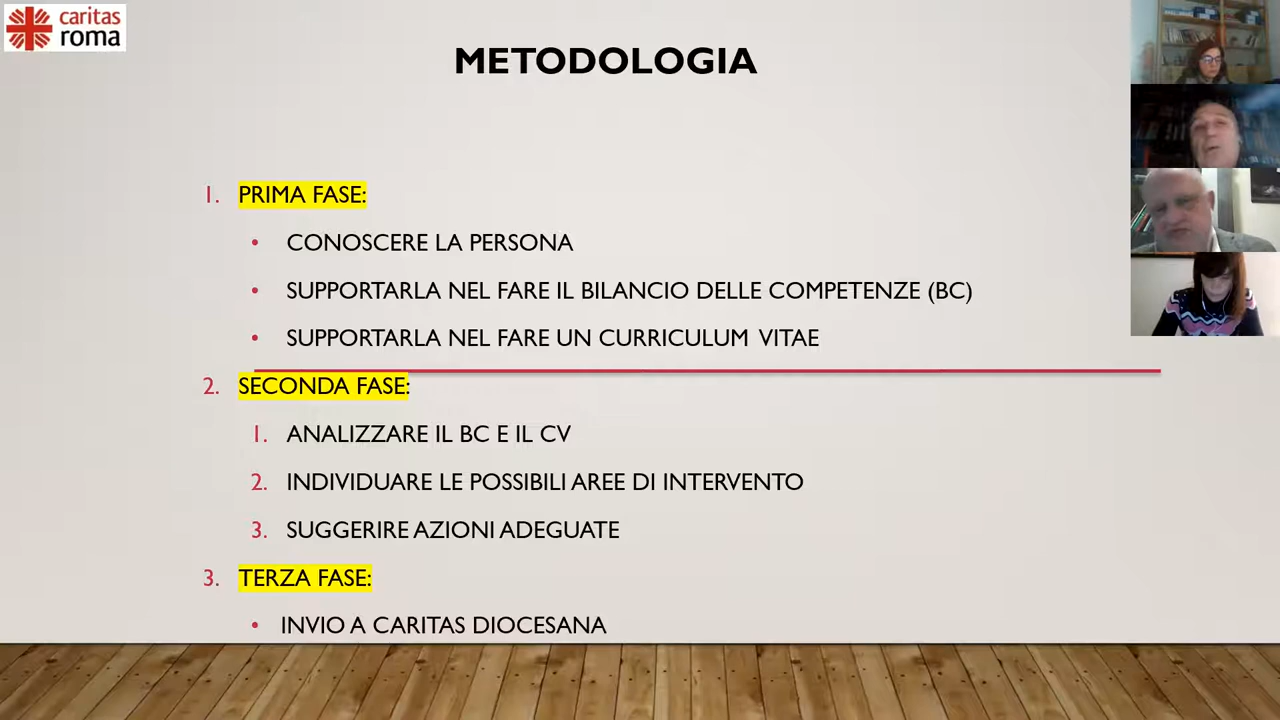 caritas
roma
METODOLOGIA
1. PRIMA FASE:
• CONOSCERE LA PERSONA
• SUPPORTARLA NEL FARE IL BILANCIO DELLE COMPETENZE (BC)
• SUPPORTARLA NEL FARE UN CURRICULUM VITAE
2. SECONDA FASE:
1. ANALIZZARE IL BC E IL CV
2. INDIVIDUARE LE POSSIBILI AREE DI INTERVENTO
3. SUGGERIRE AZIONI ADEGUATE
3. TERZA FASE:
• INVIO A CARITAS DIOCESANA